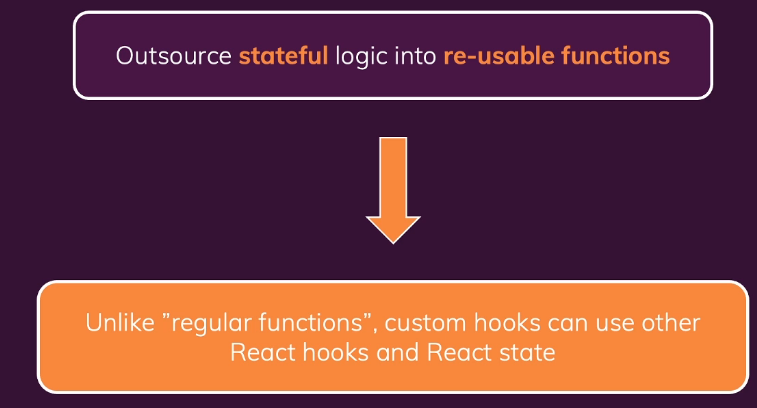 Outsource stateful logic into re-usable functions
Unlike ”regular functions”, custom hooks can use other
React hooks and React state